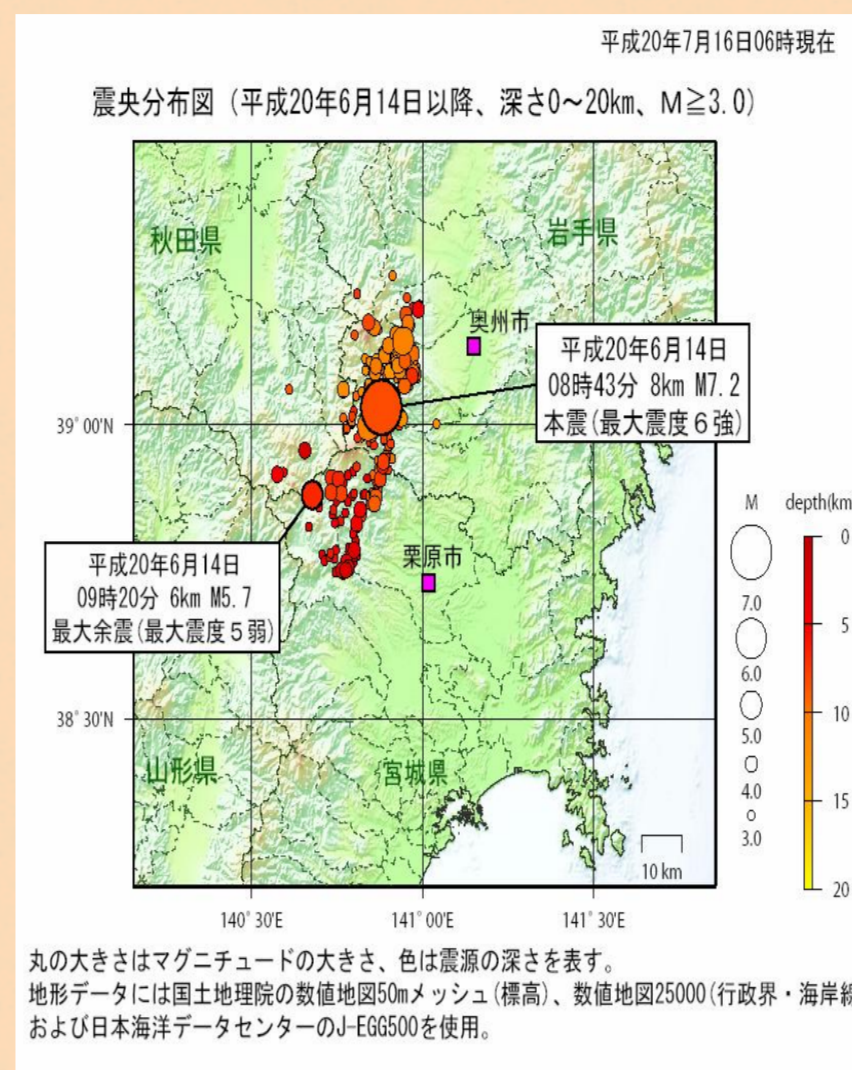 平成20年7月16日06時現在
震央分布図（平成20年6月14日以降、深さ0～20km、M≧3.0）
秋田県
岩手県
奥州市
平成20年6月14日
08時43分 8km M7.2
本震(最大震度６強)
39°00'N
M
depth(km
0
平成20年6月14日
09時20分 6km M5.7
最大余震(最大震度５弱)
栗原市
7.0
5
6.0
38°30'N
10
5.0
山形県
宮城県
4.0
15
3.0
10 km
20
140°30'E
141°00'E
141°30'E
丸の大きさはマグニチュードの大きさ、色は震源の深さを表す。
地形データには国土地理院の数値地図50mメッシュ(標高)、数値地図25000(行政界・海岸線
および日本海洋データセンターのJ-EGG500を使用。